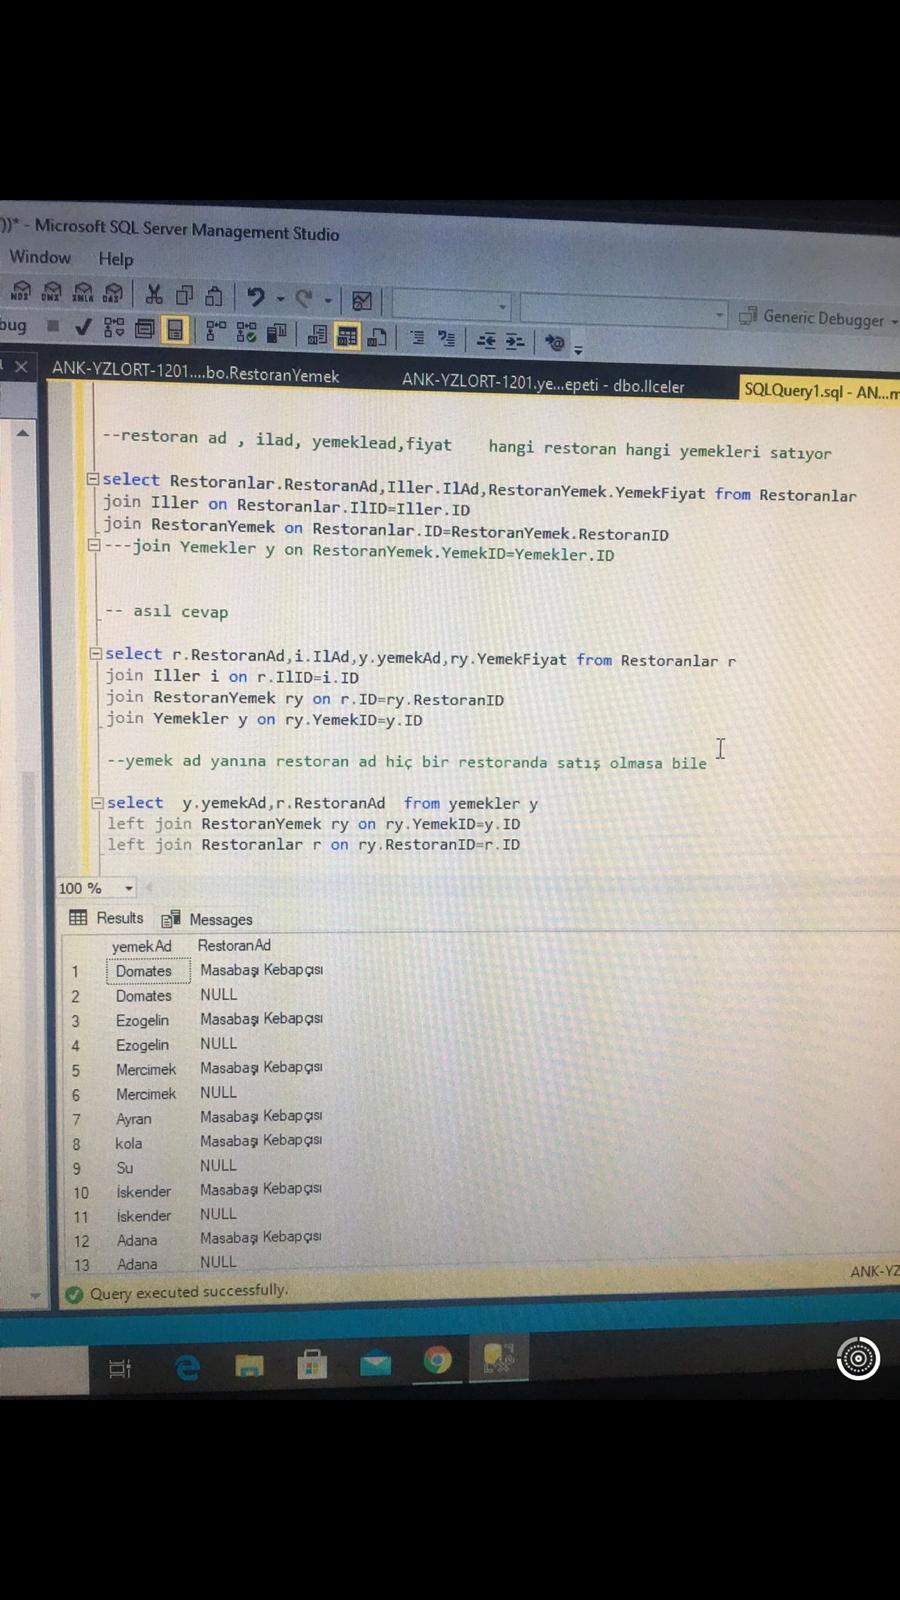 ))* - Microsoft SQL Server Management Studio
Window Help
MDX DMX XMLA DAX
Generic Debugger
bug
ANK-YZLORT-1201....bo.RestoranYemek ANK-YZLORT-1201.ye...epeti - dbo.Ilceler SQLQuery1.sql - AN...m
--restoran ad , ilad, yemeklead,fiyat hangi restoran hangi yemekleri satıyor
select Restoranlar.RestoranAd,Iller.IlAd,RestoranYemek.YemekFiyat from Restoranlar
join Iller on Restoranlar.IlID=Iller.ID
join RestoranYemek on Restoranlar.ID=RestoranYemek.RestoranID
---join Yemekler y on RestoranYemek.YemekID=Yemekler.ID
-- asıl cevap
select r.RestoranAd,i.IlAd,y.yemekAd,ry.YemekFiyat from Restoranlar r
join Iller i on r.IlID=i.ID
join RestoranYemek ry on r.ID=ry.RestoranID
join Yemekler y on ry.YemekID=y.ID
--yemek ad yanına restoran ad hiç bir restoranda satış olmasa bile
select y.yemekAd,r.RestoranAd from yemekler y
left join RestoranYemek ry on ry.YemekID=y.ID
left join Restoranlar r on ry.RestoranID=r.ID
100 %
Results Messages
yemekAd RestoranAd
1 Domates Masabaşı Kebapçısı
2 Domates NULL
3 Ezogelin Masabaşı Kebapçısı
4 Ezogelin NULL
5 Mercimek Masabaşı Kebapçısı
6 Mercimek NULL
7 Ayran Masabaşı Kebapçısı
8 kola Masabaşı Kebapçısı
9 Su NULL
10 İskender Masabaşı Kebapçısı
11 İskender NULL
12 Adana Masabaşı Kebapçısı
13 Adana NULL
Query executed successfully.
ANK-YZ